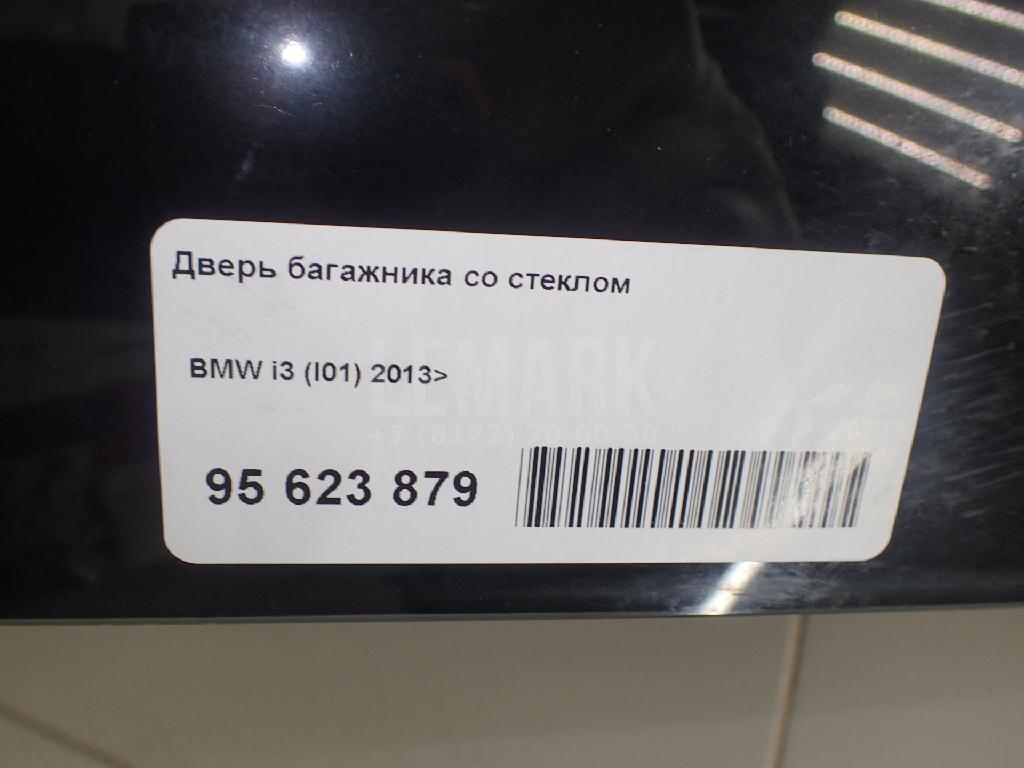 Дверь багажника со стеклом
BMW i3 (I01) 2013>
LEMARK
+7 (8172) 70-60-30
95 623 879